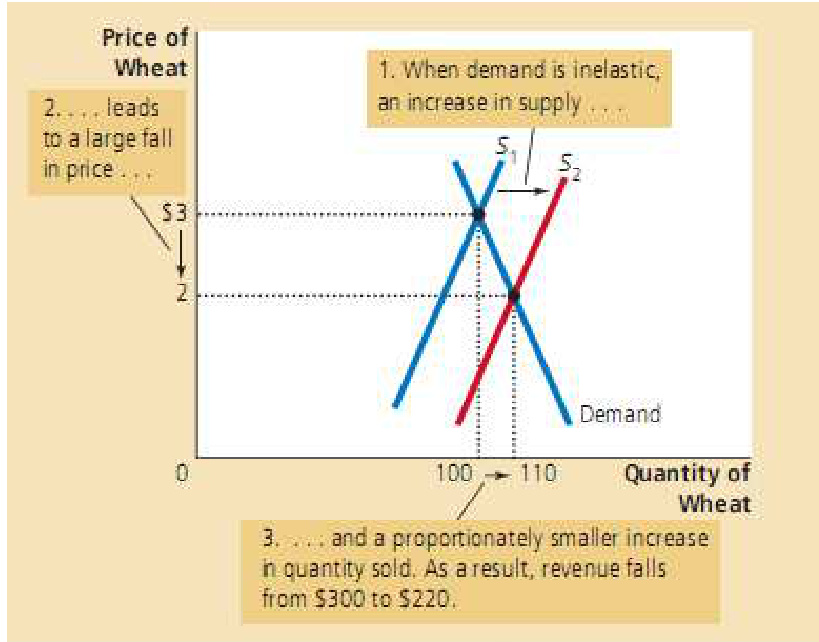 Price of
Wheat
1. When demand is inelastic,
an increase in supply . . .
2. . . . leads
to a large fall
in price . . .
S1
S2
$3
2
Demand
0
100
110
Quantity of
Wheat
3. . . . and a proportionately smaller increase
in quantity sold. As a result, revenue falls
from $300 to $220.